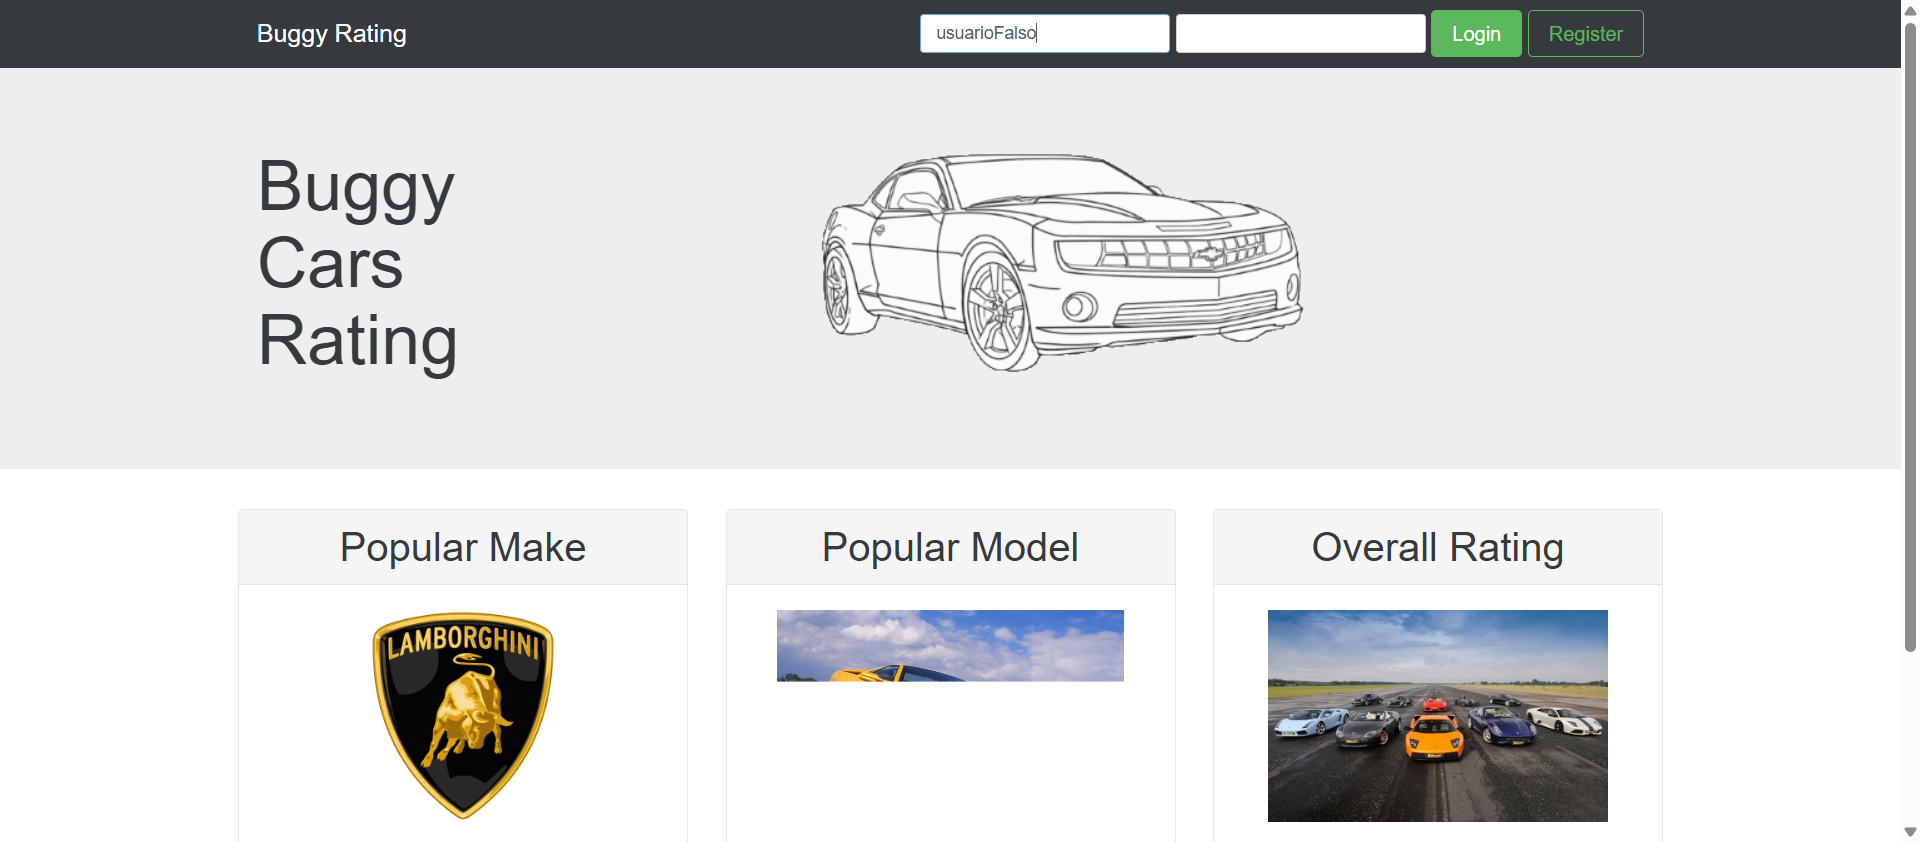 Buggy Rating
usuarioFalso
Login
Register
Buggy
Cars
Rating
Popular Make
Popular Model
Overall Rating
LAMBORGHINI